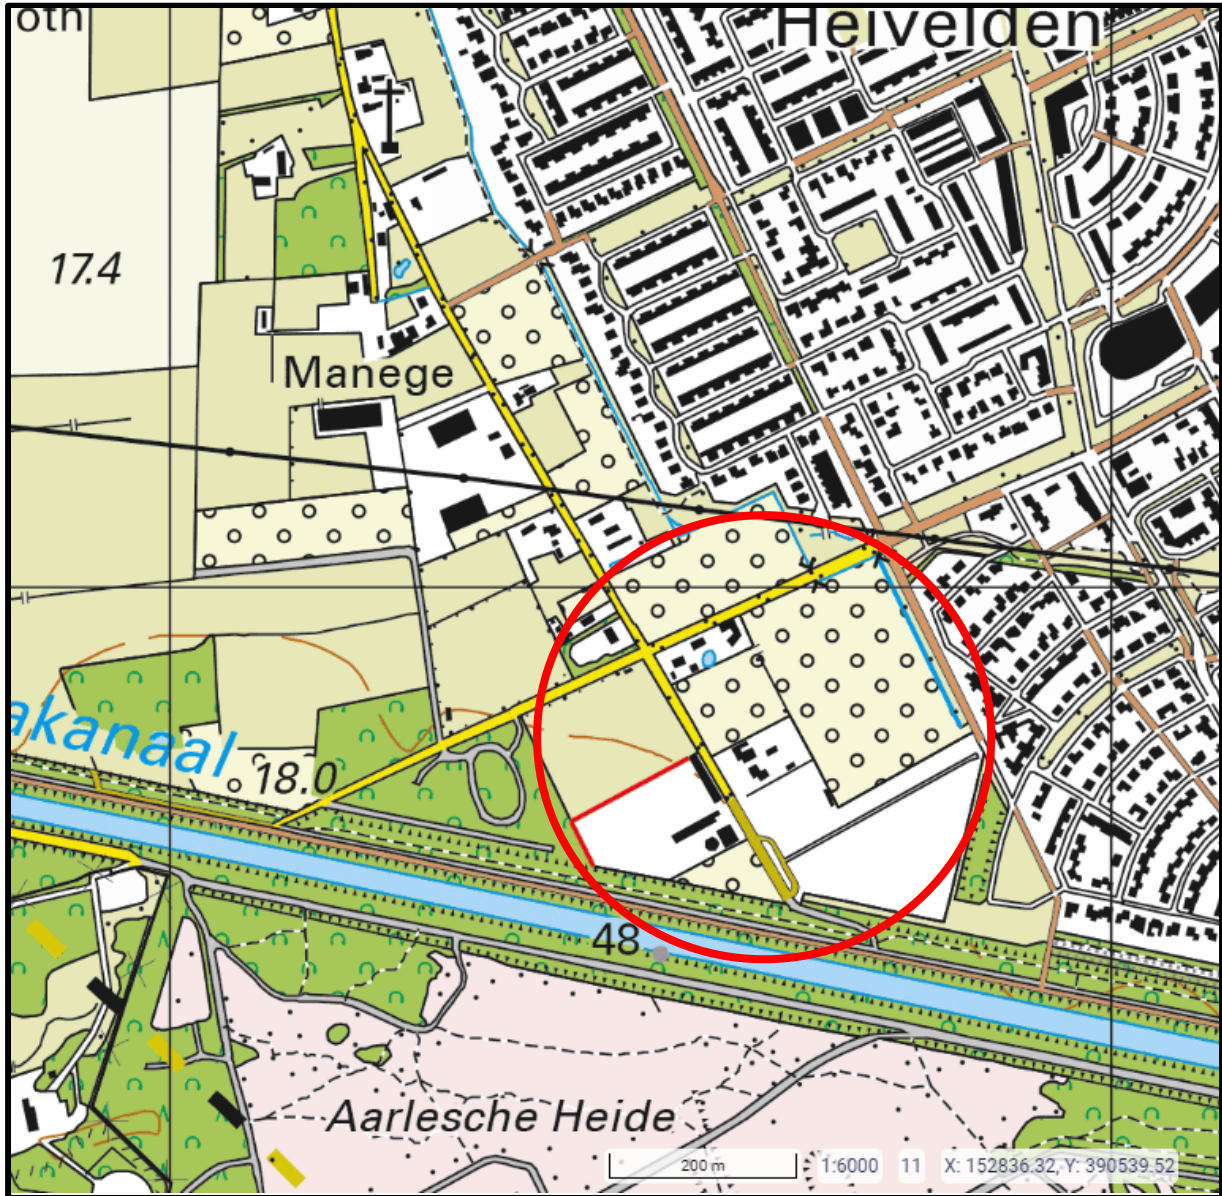 oth
Heivelden
17.4
Manege
akanaal
18.0
48
Aarlesche Heide
200 m
1:6000
11
X: 152836.32, Y: 390539.52